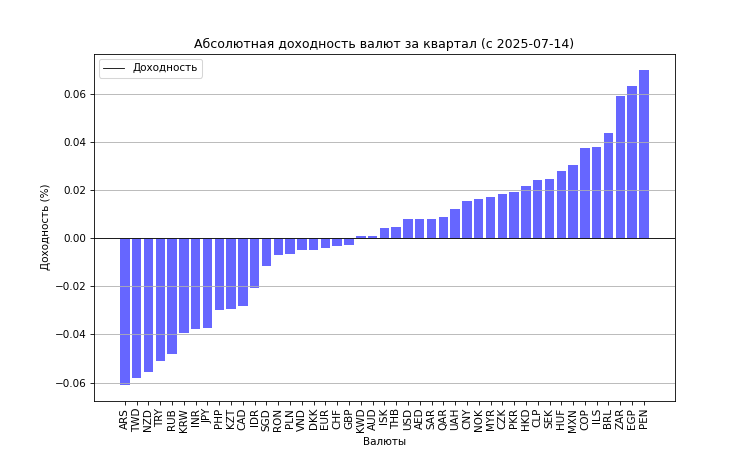 Абсолютная доходность валют за квартал (с 2025-07-14)
Доходность
Доходность (%)
0.06
0.04
0.02
0.00
−0.02
−0.04
−0.06
ARS
TWD
NZD
TRY
RUB
KRW
INR
JPY
PHP
KZT
CAD
IDR
SGD
RON
PLN
VND
DKK
EUR
CHF
GBP
KWD
AUD
ISK
THB
USD
AED
SAR
QAR
UAH
CNY
NOK
MYR
CZK
PKR
HKD
CLP
SEK
HUF
MXN
COP
ILS
BRL
ZAR
EGP
PEN
Валюты